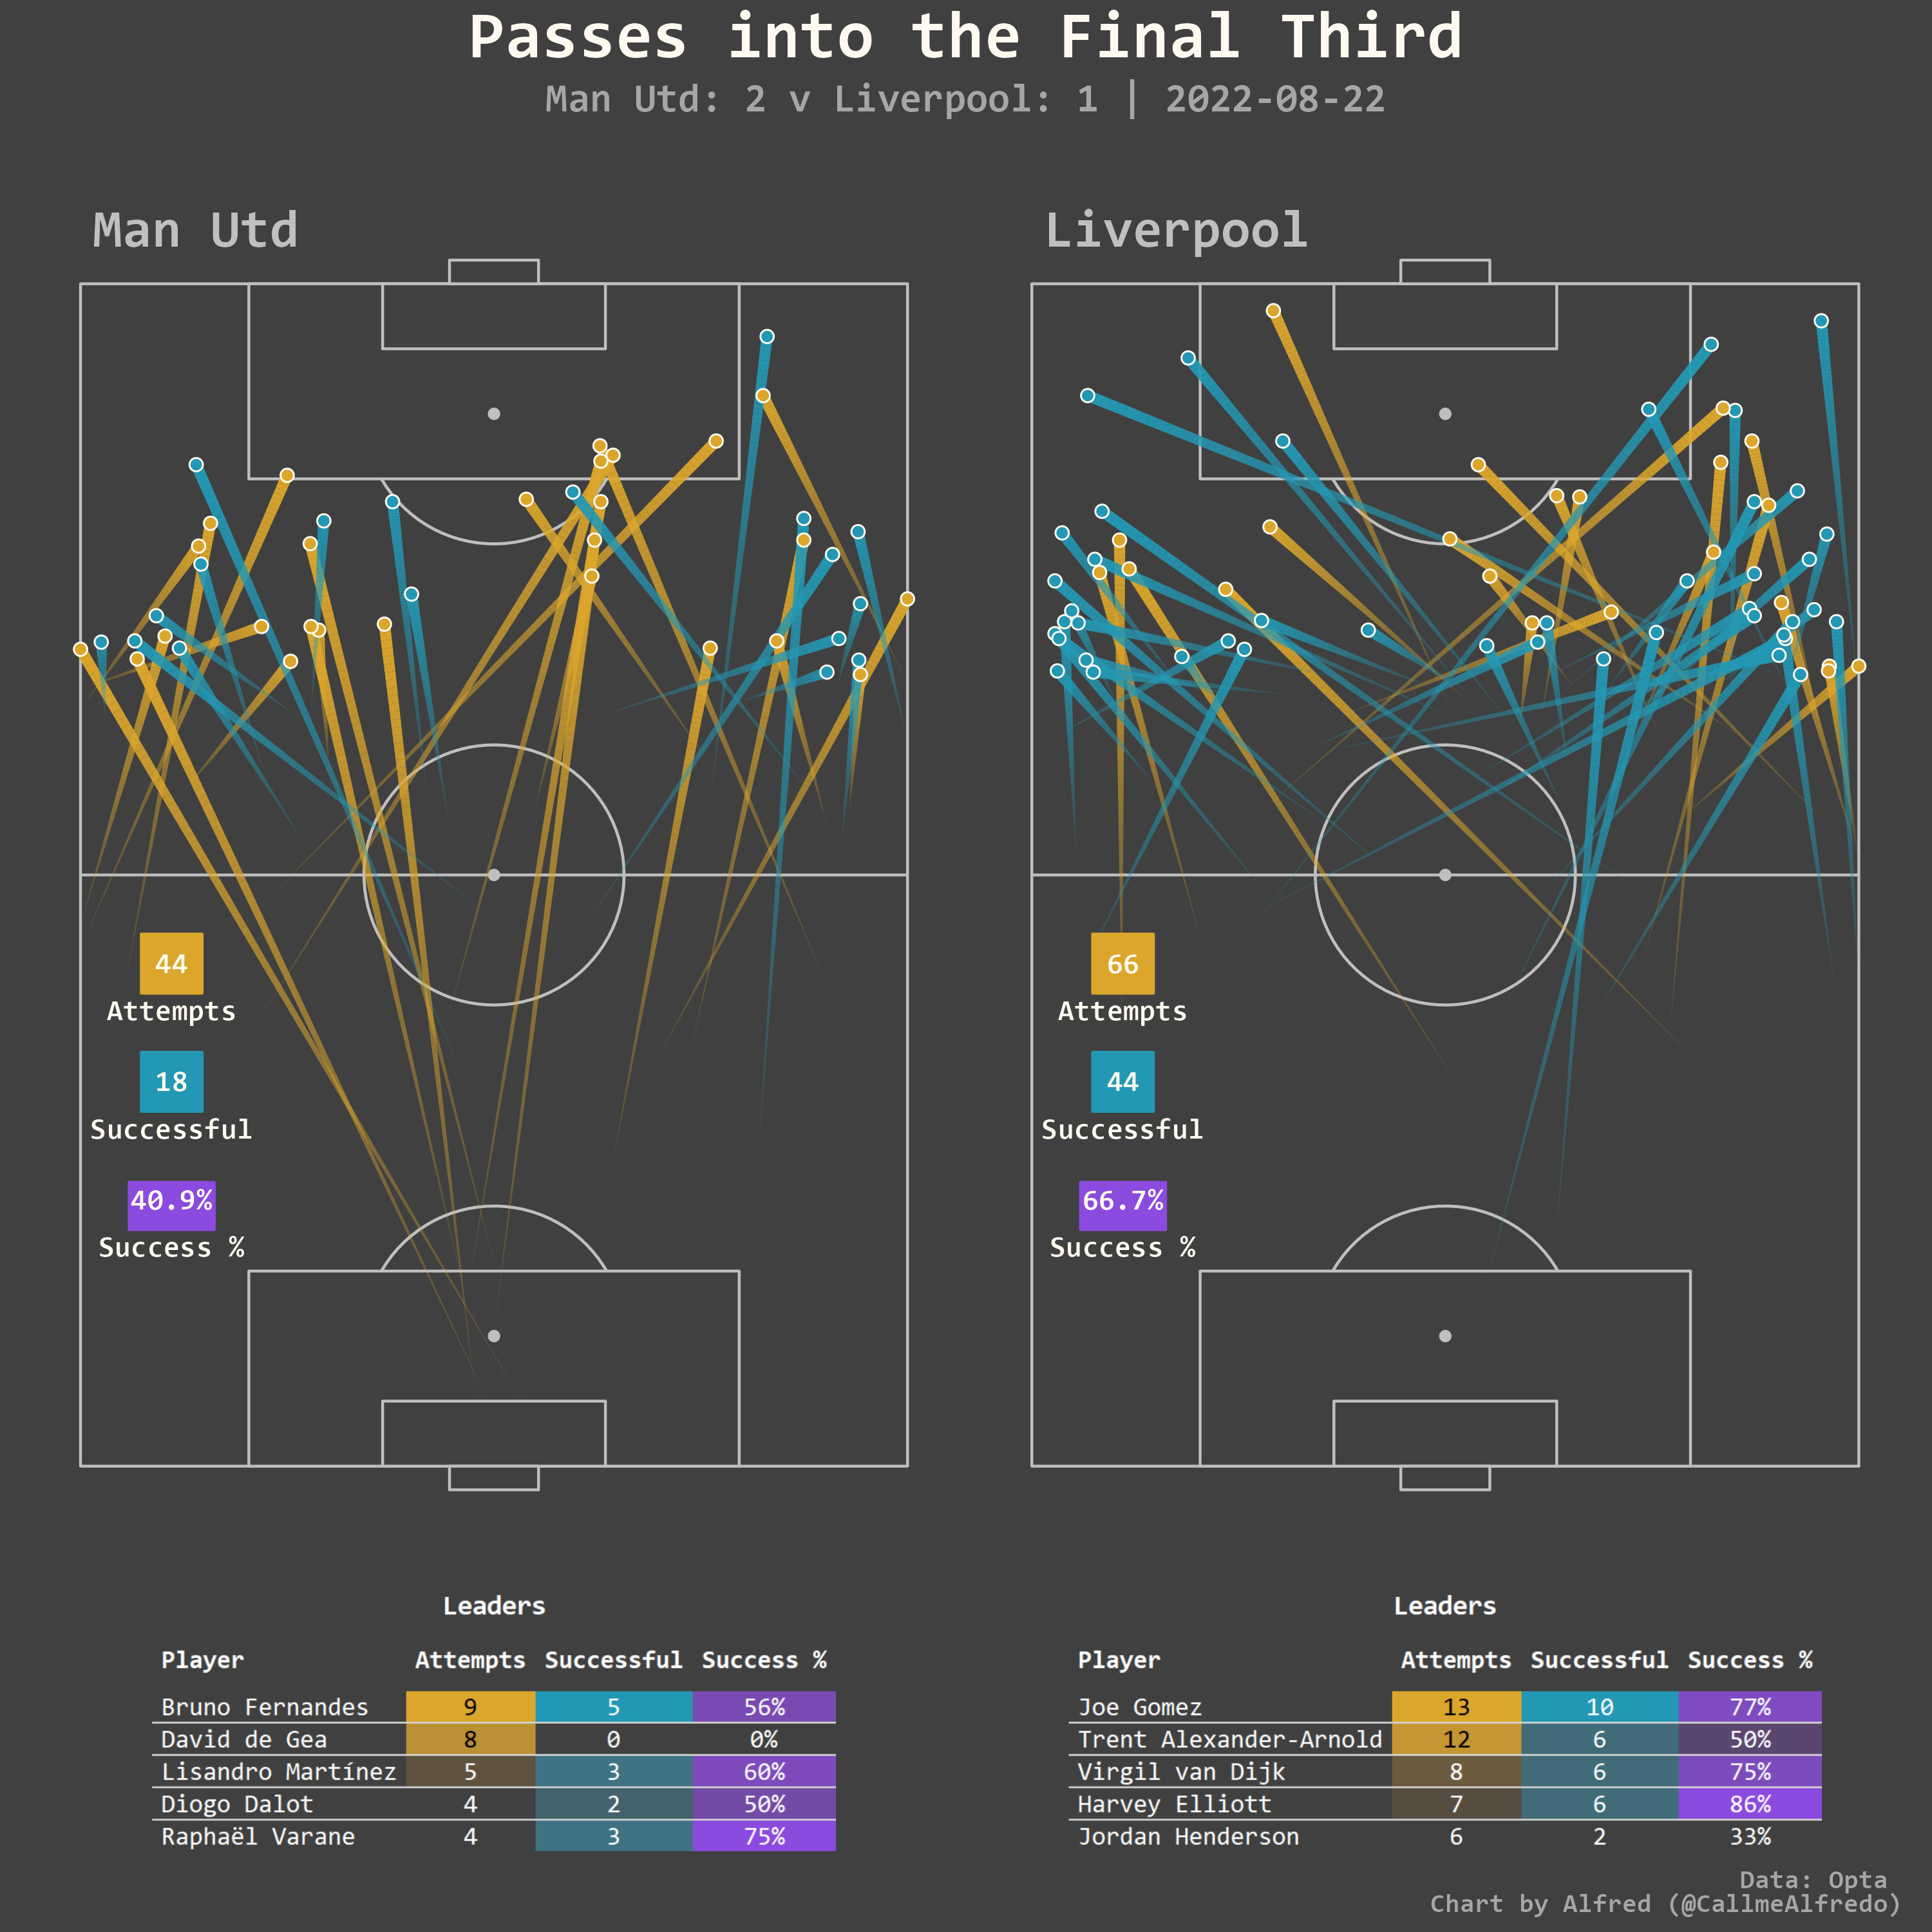 Passes into the Final Third
Man Utd: 2 v Liverpool: 1 | 2022-08-22
Man Utd
44
Attempts
18
Successful
40.9%
Success %
Liverpool
66
Attempts
44
Successful
66.7%
Success %
Leaders
Player Attempts Successful Success %
Bruno Fernandes 9 5 56%
David de Gea 8 0 0%
Lisandro Martínez 5 3 60%
Diogo Dalot 4 2 50%
Raphaël Varane 4 3 75%
Leaders
Player Attempts Successful Success %
Joe Gomez 13 10 77%
Trent Alexander-Arnold 12 6 50%
Virgil van Dijk 8 6 75%
Harvey Elliott 7 6 86%
Jordan Henderson 6 2 33%
Data: Opta
Chart by Alfred (@CallmeAlfredo)